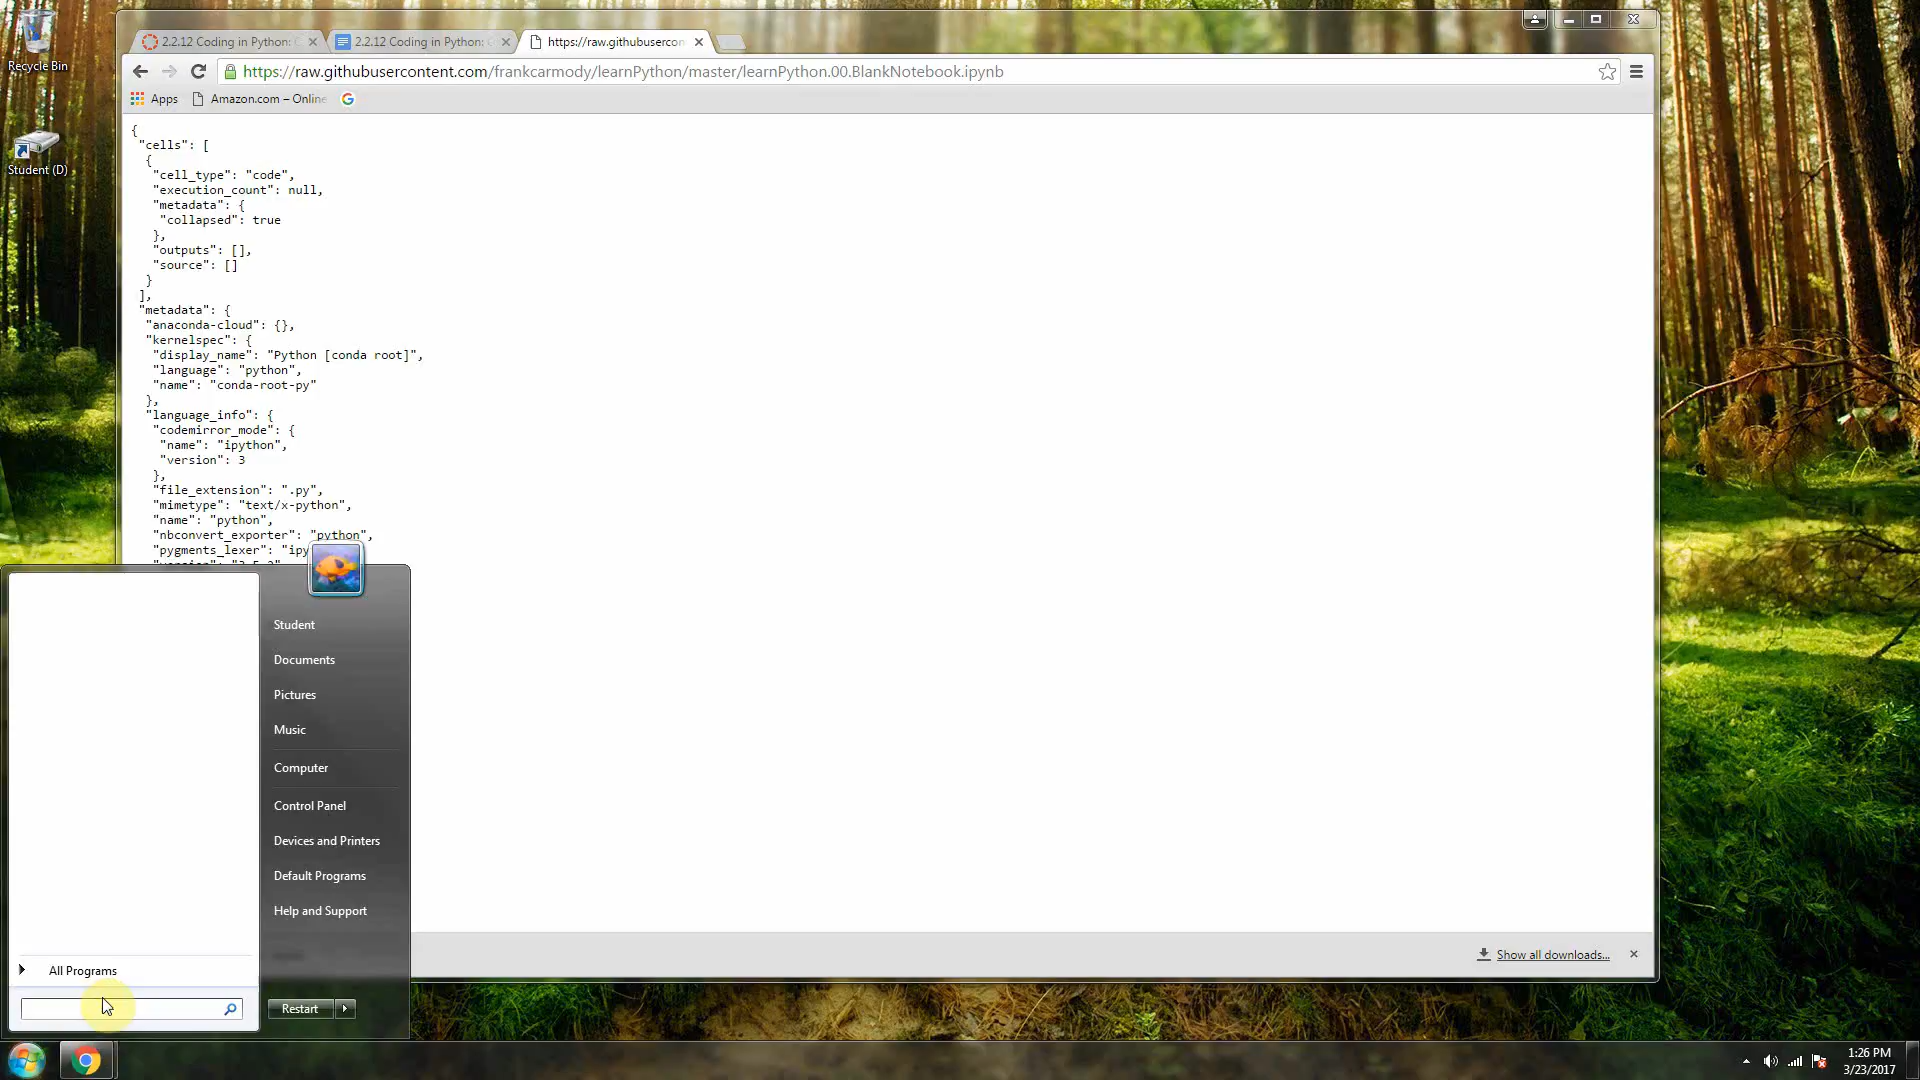 Recycle Bin
Student (D)
2.2.12 Coding in Python:
2.2.12 Coding in Python:
https://raw.githubusercon
https://raw.githubusercontent.com/frankcarmody/learnPython/master/learnPython.00.BlankNotebook.ipynb
Apps
Amazon.com – Online
{
"cells": [
{
"cell_type": "code",
"execution_count": null,
"metadata": {
"collapsed": true
},
"outputs": [],
"source": []
}
],
"metadata": {
"anaconda-cloud": {},
"kernelspec": {
"display_name": "Python [conda root]",
"language": "python",
"name": "conda-root-py"
},
"language_info": {
"codemirror_mode": {
"name": "ipython",
"version": 3
},
"file_extension": ".py",
"mimetype": "text/x-python",
"name": "python",
"nbconvert_exporter": "python",
"pygments_lexer": "ipy
Student
Documents
Pictures
Music
Computer
Control Panel
Devices and Printers
Default Programs
Help and Support
All Programs
Restart
Show all downloads...
1:26 PM
3/23/2017